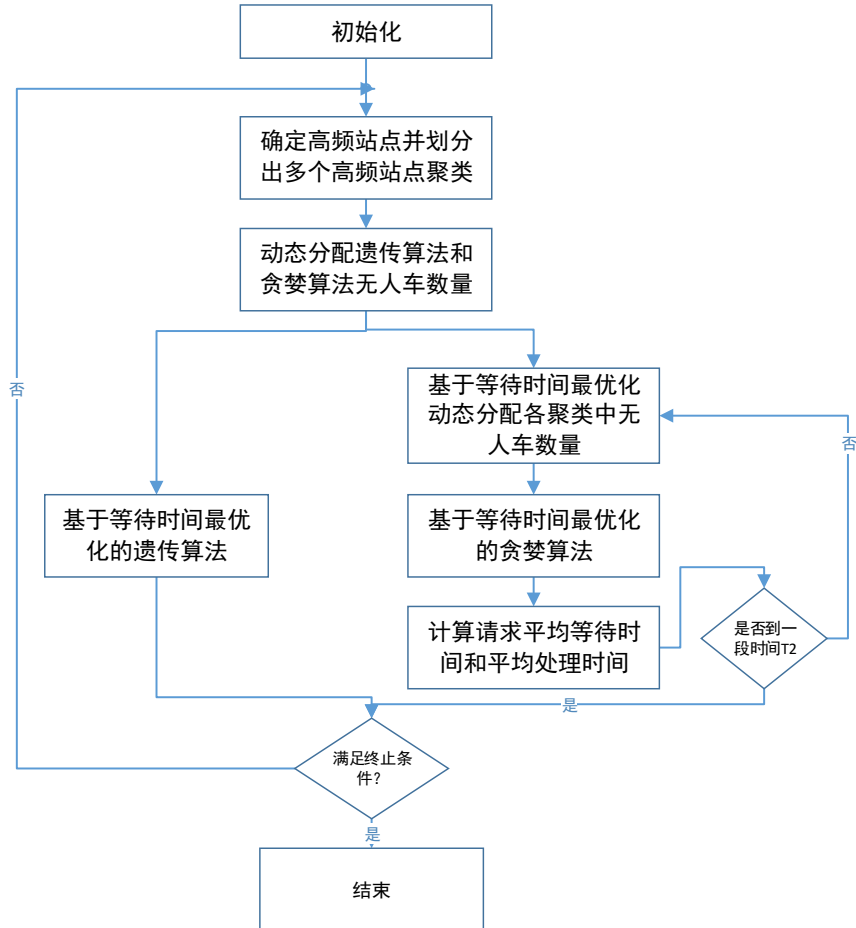 初始化
确定高频站点并划分
出多个高频站点聚类
动态分配遗传算法和
贪婪算法无人车数量
否
基于等待时间最优化
动态分配各聚类中无
人车数量
否
基于等待时间最优
化的遗传算法
基于等待时间最优化
的贪婪算法
计算请求平均等待时
间和平均处理时间
是否到一
段时间T2
是
满足终止条
件？
是
结束